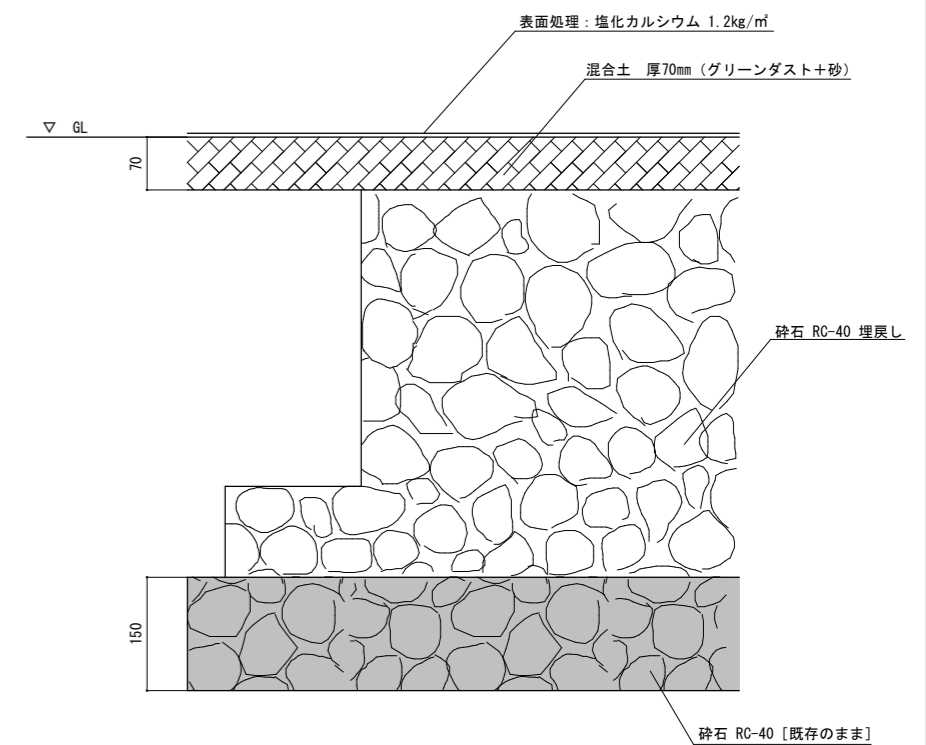 表面処理：塩化カルシウム 1.2kg/㎡
混合土　厚70mm（グリーンダスト＋砂）
▽ GL
70
砕石 RC-40 埋戻し
150
砕石 RC-40［既存のまま］